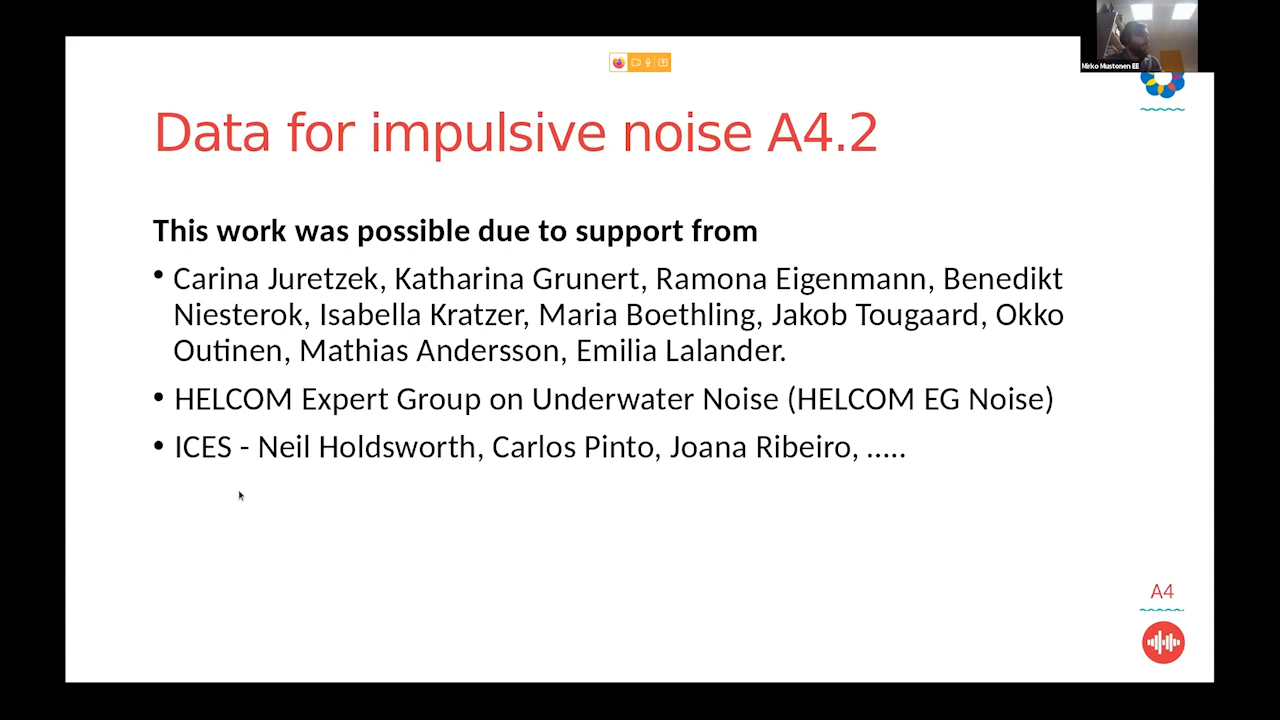 Mirko Mustonen EE
Data for impulsive noise A4.2
This work was possible due to support from
• Carina Juretzek, Katharina Grunert, Ramona Eigenmann, Benedikt
Niesterok, Isabella Kratzer, Maria Boethling, Jakob Tougaard, Okko
Outinen, Mathias Andersson, Emilia Lalander.
• HELCOM Expert Group on Underwater Noise (HELCOM EG Noise)
• ICES - Neil Holdsworth, Carlos Pinto, Joana Ribeiro, .....
A4